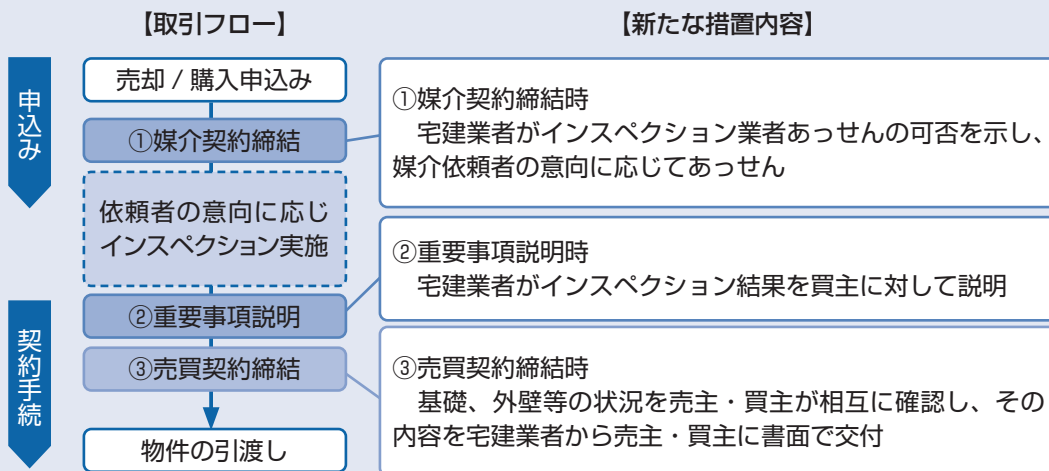 【取引フロー】
【新たな措置内容】
申込み
売却 / 購入申込み
①媒介契約締結
依頼者の意向に応じ
インスペクション実施
契約手続
②重要事項説明
③売買契約締結
物件の引渡し
①媒介契約締結時
宅建業者がインスペクション業者あっせんの可否を示し、
媒介依頼者の意向に応じてあっせん
②重要事項説明時
宅建業者がインスペクション結果を買主に対して説明
③売買契約締結時
基礎、外壁等の状況を売主・買主が相互に確認し、その
内容を宅建業者から売主・買主に書面で交付